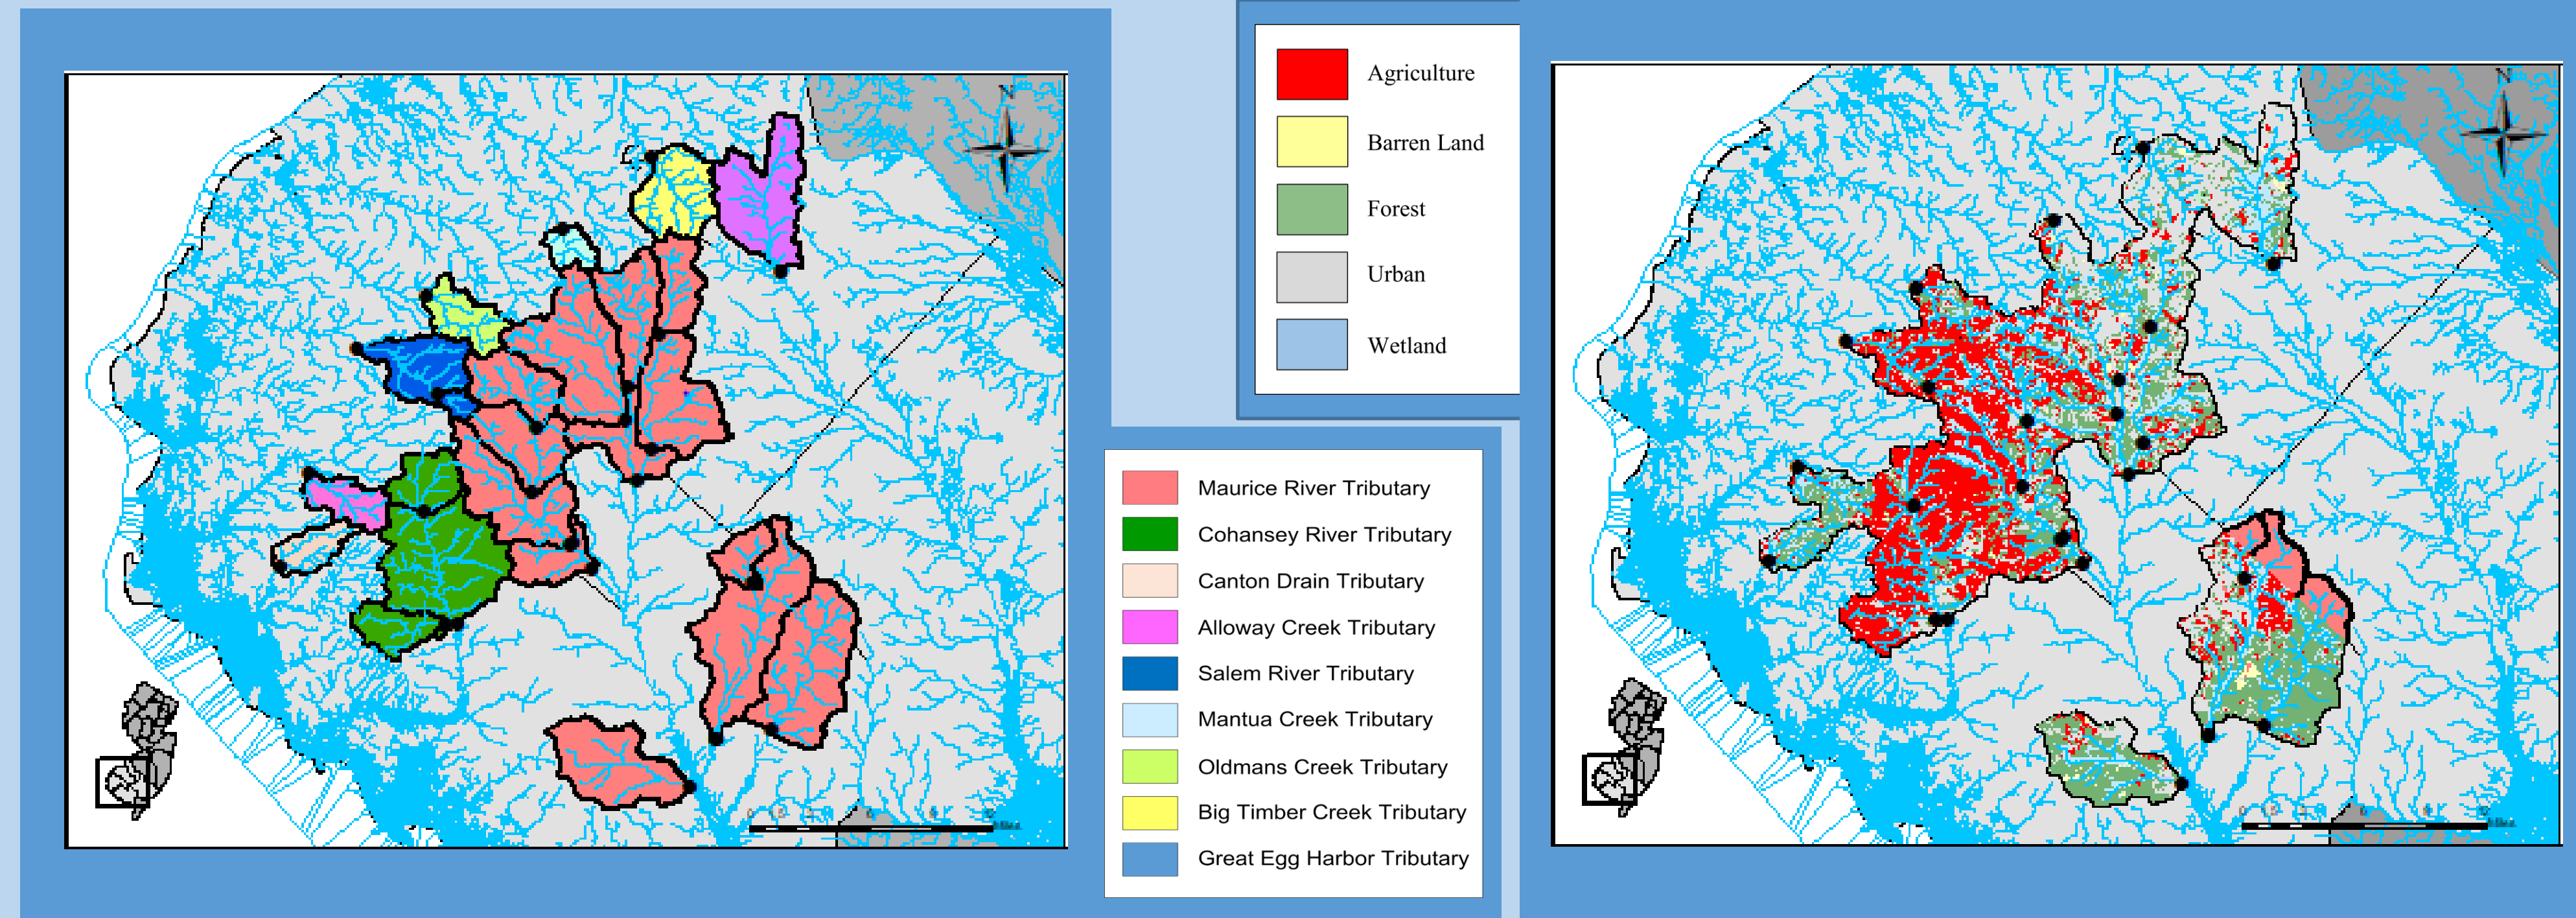 N
Agriculture
Barren Land
Forest
Urban
Wetland
N
Maurice River Tributary
Cohansey River Tributary
Canton Drain Tributary
Alloway Creek Tributary
Salem River Tributary
Mantua Creek Tributary
Oldmans Creek Tributary
Big Timber Creek Tributary
Great Egg Harbor Tributary